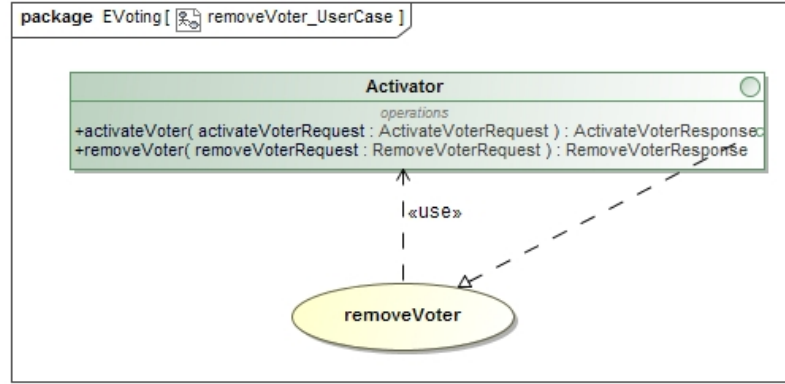 package EVoting [ removeVoter_UserCase ]
Activator
operations
+activateVoter( activateVoterRequest : ActivateVoterRequest ) : ActivateVoterResponse
+removeVoter( removeVoterRequest : RemoveVoterRequest ) : RemoveVoterResponse
«use»
removeVoter